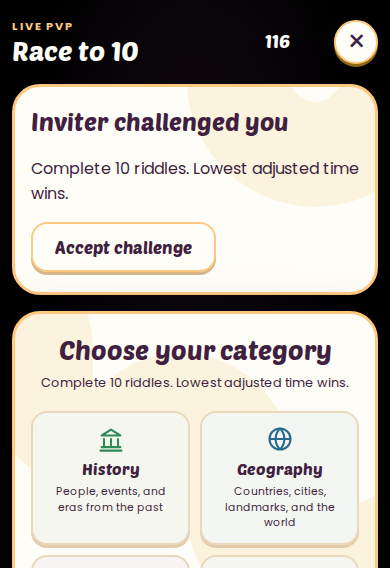 LIVE PVP
Race to 10
116
×
Inviter challenged you
Complete 10 riddles. Lowest adjusted time
wins.
Accept challenge
Choose your category
Complete 10 riddles. Lowest adjusted time wins.
History
People, events, and
eras from the past
Geography
Countries, cities,
landmarks, and the
world